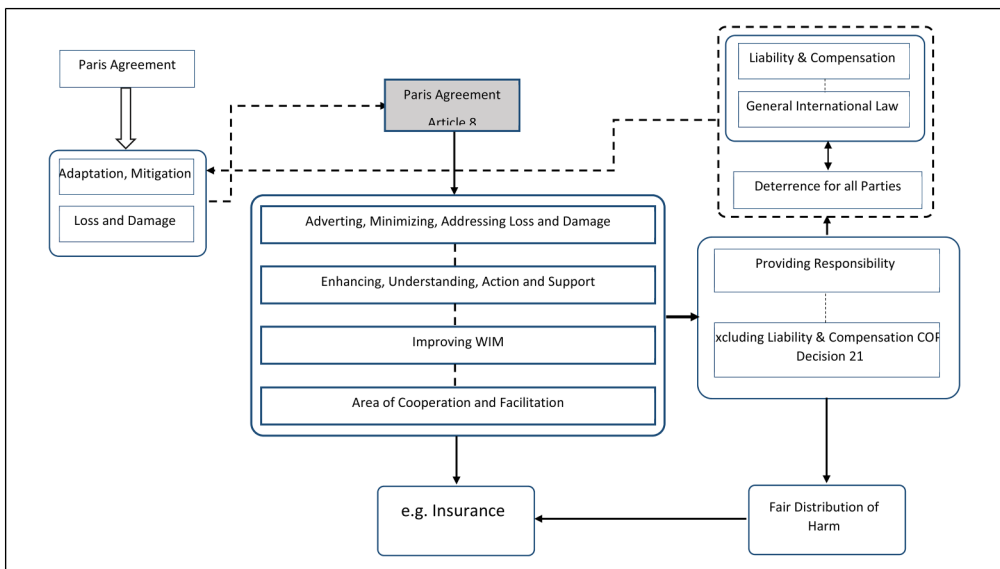 Paris Agreement
Adaptation, Mitigation
Loss and Damage
Paris Agreement
Article 8
Adverting, Minimizing, Addressing Loss and Damage
Enhancing, Understanding, Action and Support
Improving WIM
Area of Cooperation and Facilitation
e.g. Insurance
Liability & Compensation
General International Law
Deterrence for all Parties
Providing Responsibility
xcluding Liability & Compensation COP
Decision 21
Fair Distribution of
Harm